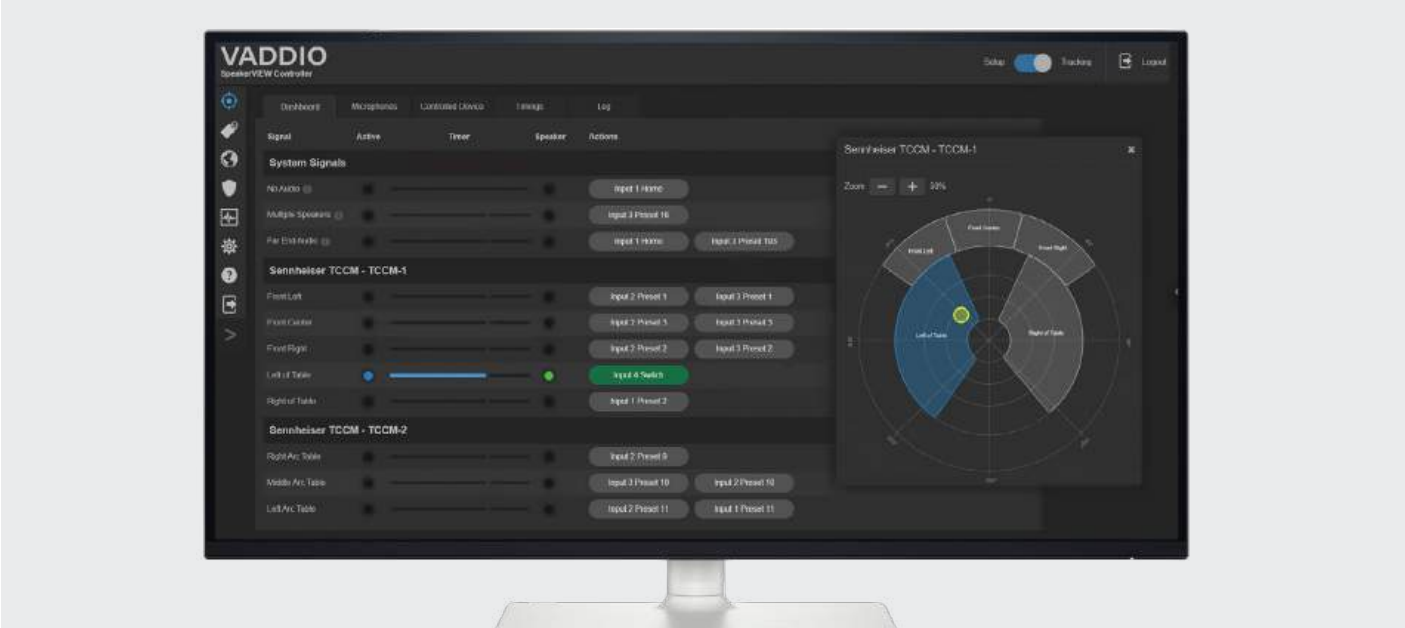 VADDIO
SpeakerVIEW Controller
Setup Tracking Logout
Dashboard Microphones Controlled Device Timings Log
Signal Active Timer Speaker Actions
System Signals
No Audio Input 1 Home
Multiple Speakers Input 3 Preset 16
Far End Audio Input 1 Home
Sennheiser TCCM - TCCM-1
Front Left Input 2 Preset 1 Input 3 Preset 1
Front Center Input 2 Preset 3 Input 3 Preset 3
Front Right Input 2 Preset 2 Input 3 Preset 2
Left of Table Input 4 Switch
Right of Table Input 1 Preset 2
Sennheiser TCCM - TCCM-2
Right Arc Table Input 2 Preset 9
Middle Arc Table Input 3 Preset 10 Input 2 Preset 10
Left Arc Table Input 2 Preset 11 Input 1 Preset 11
Sennheiser TCCM - TCCM-1
Zoom 50%
Front Center
Front Left Front Right
Left of Table Right of Table